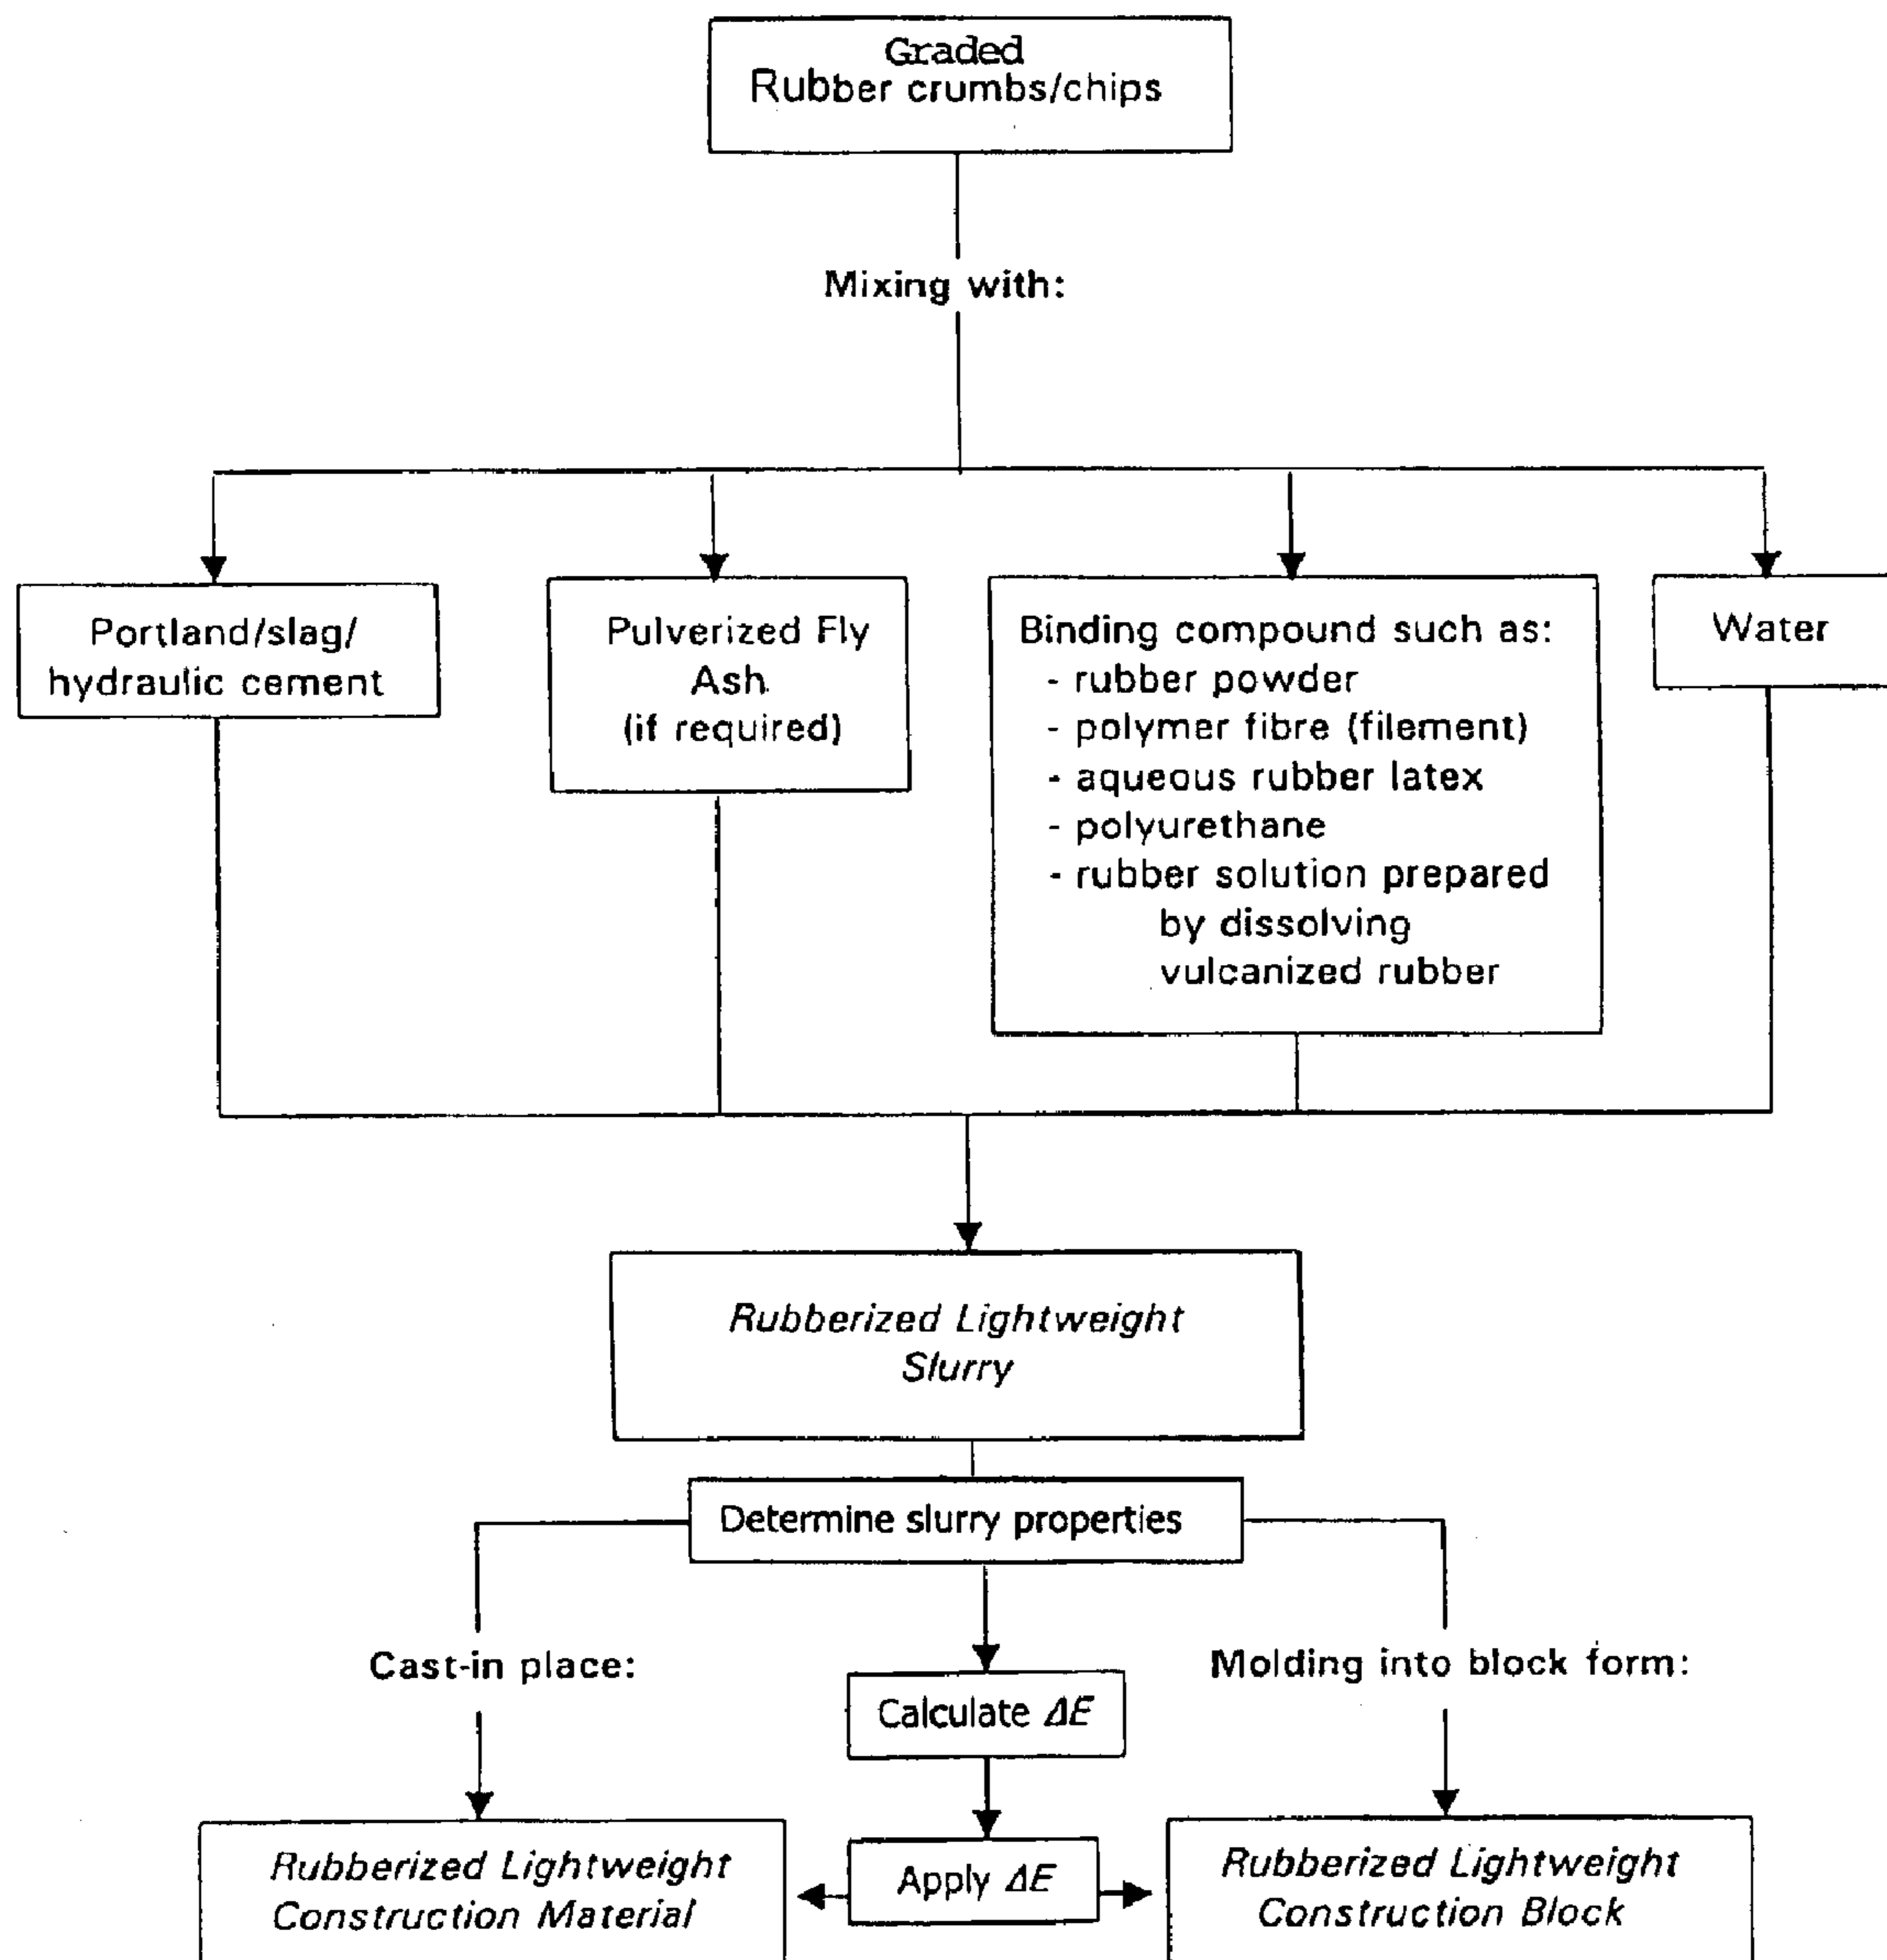 Graded
Rubber crumbs/chips
Mixing with:
Portland/slag/
hydraulic cement
Pulverized Fly
Ash
(if required)
Binding compound such as:
- rubber powder
- polymer fibre (filement)
- aqueous rubber latex
- polyurethane
- rubber solution prepared
by dissolving
vulcanized rubber
Water
Rubberized Lightweight
Slurry
Determine slurry properties
Cast-in place:
Calculate ΔE
Molding into block form:
Rubberized Lightweight
Construction Material
Apply ΔE
Rubberized Lightweight
Construction Block